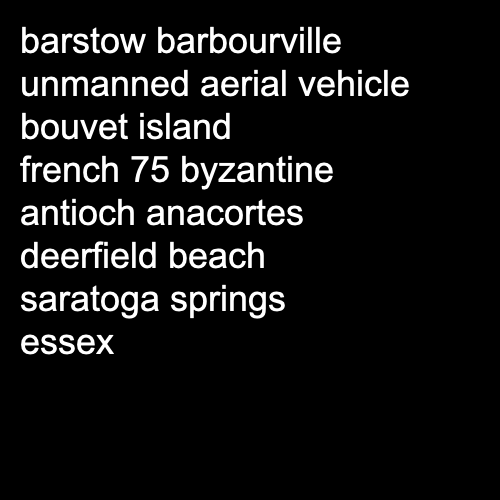 barstow barbourville
unmanned aerial vehicle
bouvet island
french 75 byzantine
antioch anacortes
deerfield beach
saratoga springs
essex